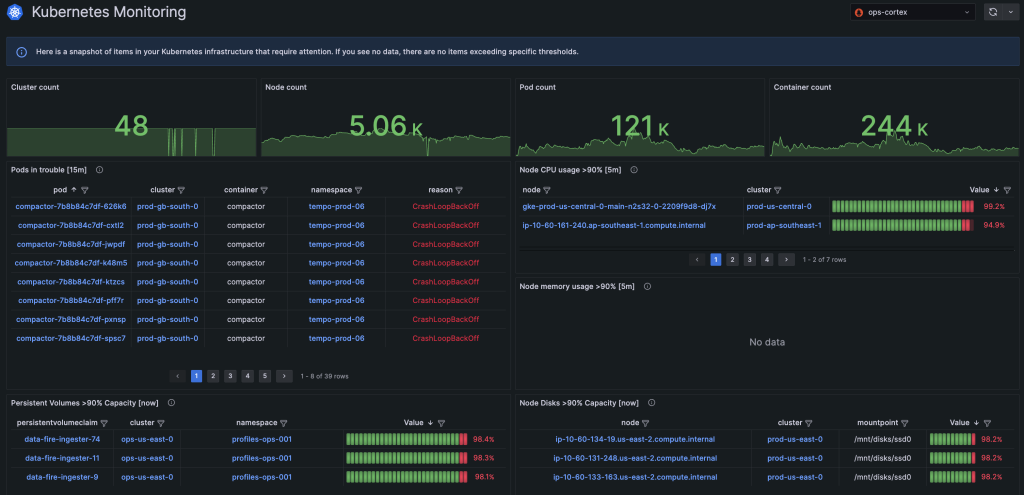 Kubernetes Monitoring
ops-cortex
Here is a snapshot of items in your Kubernetes infrastructure that require attention. If you see no data, there are no items exceeding specific thresholds.
Cluster count
48
Node count
5.06 K
Pod count
121 K
Container count
244 K
Pods in trouble [15m]
pod cluster container namespace reason
compactor-7b8b84c7df-626k6 prod-gb-south-0 compactor tempo-prod-06 CrashLoopBackOff
compactor-7b8b84c7df-cxtl2 prod-gb-south-0 compactor tempo-prod-06 CrashLoopBackOff
compactor-7b8b84c7df-jwpdf prod-gb-south-0 compactor tempo-prod-06 CrashLoopBackOff
compactor-7b8b84c7df-k48m5 prod-gb-south-0 compactor tempo-prod-06 CrashLoopBackOff
compactor-7b8b84c7df-ktzcs prod-gb-south-0 compactor tempo-prod-06 CrashLoopBackOff
compactor-7b8b84c7df-pff7r prod-gb-south-0 compactor tempo-prod-06 CrashLoopBackOff
compactor-7b8b84c7df-pxnsp prod-gb-south-0 compactor tempo-prod-06 CrashLoopBackOff
compactor-7b8b84c7df-spsc7 prod-gb-south-0 compactor tempo-prod-06 CrashLoopBackOff
1 2 3 4 5 1 - 8 of 39 rows
Node CPU usage >90% [5m]
node cluster Value
gke-prod-us-central-0-main-n2s32-0-2209f9d8-dj7x prod-us-central-0 99.2%
ip-10-60-161-240.ap-southeast-1.compute.internal prod-ap-southeast-1 94.9%
1 2 3 4 1 - 2 of 7 rows
Node memory usage >90% [5m]
No data
Persistent Volumes >90% Capacity [now]
persistentvolumeclaim cluster namespace Value
data-fire-ingester-74 ops-us-east-0 profiles-ops-001 98.4%
data-fire-ingester-11 ops-us-east-0 profiles-ops-001 98.3%
data-fire-ingester-9 ops-us-east-0 profiles-ops-001 98.1%
Node Disks >90% Capacity [now]
node cluster mountpoint Value
ip-10-60-134-19.us-east-2.compute.internal prod-us-east-0 /mnt/disks/ssd0 98.2%
ip-10-60-131-248.us-east-2.compute.internal prod-us-east-0 /mnt/disks/ssd0 98.2%
ip-10-60-133-163.us-east-2.compute.internal prod-us-east-0 /mnt/disks/ssd0 98.2%